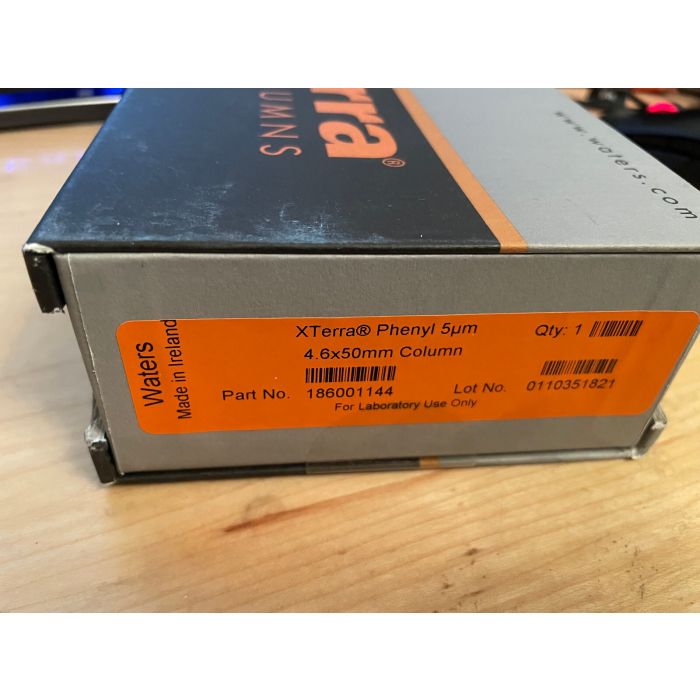 rra®
UMNS
www.waters.com
Waters
Made in Ireland
XTerra® Phenyl 5µm
4.6x50mm Column
Qty: 1
Part No. 186001144
Lot No. 0110351821
For Laboratory Use Only